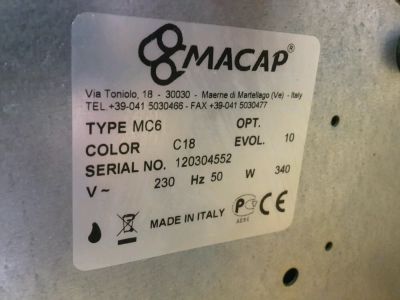 MACAP®
Via Toniolo, 18 - 30030 - Maerne di Martellago (Ve) - Italy
TEL +39-041 5030466 - FAX +39-041 5030477
TYPE MC6 OPT.
COLOR C18 EVOL. 10
SERIAL NO. 120304552
V~ 230 Hz 50 W 340
MADE IN ITALY CE